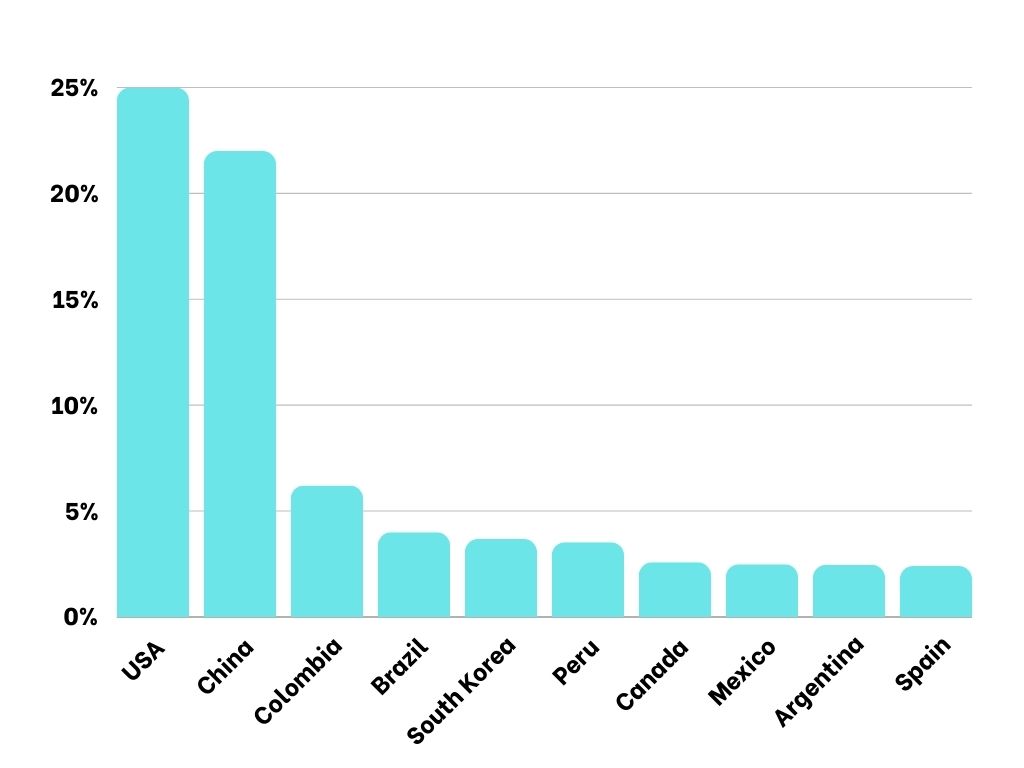 25%
20%
15%
10%
5%
0%
USA
China
Colombia
Brazil
South Korea
Peru
Canada
Mexico
Argentina
Spain